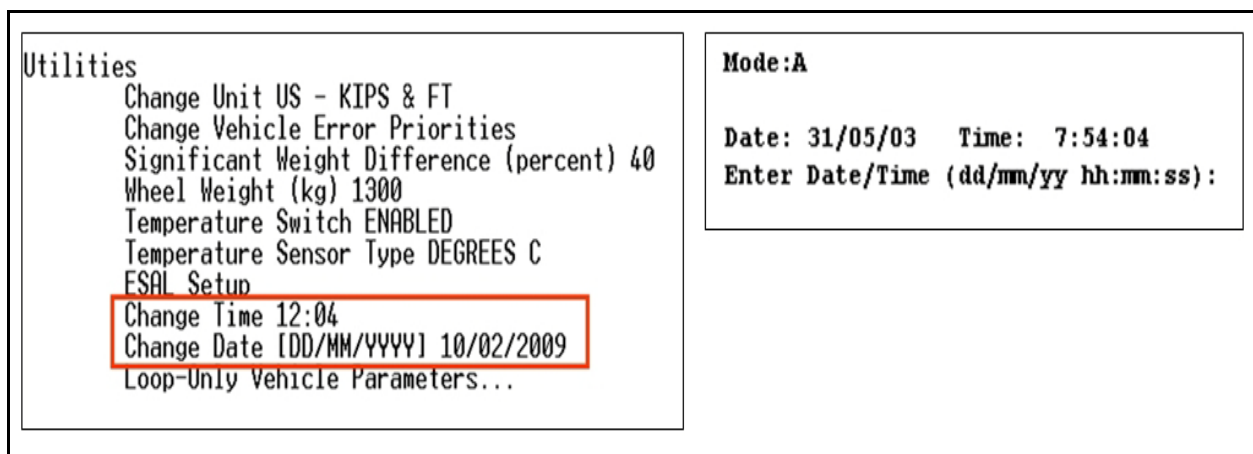 Utilities
Change Unit US - KIPS & FT
Change Vehicle Error Priorities
Significant Weight Difference (percent) 40
Wheel Weight (kg) 1300
Temperature Switch ENABLED
Temperature Sensor Type DEGREES C
ESAL Setup
Change Time 12:04
Change Date [DD/MM/YYYY] 10/02/2009
Loop-Only Vehicle Parameters...
Mode:A
Date: 31/05/03 Time: 7:54:04
Enter Date/Time (dd/mm/yy hh:mm:ss):